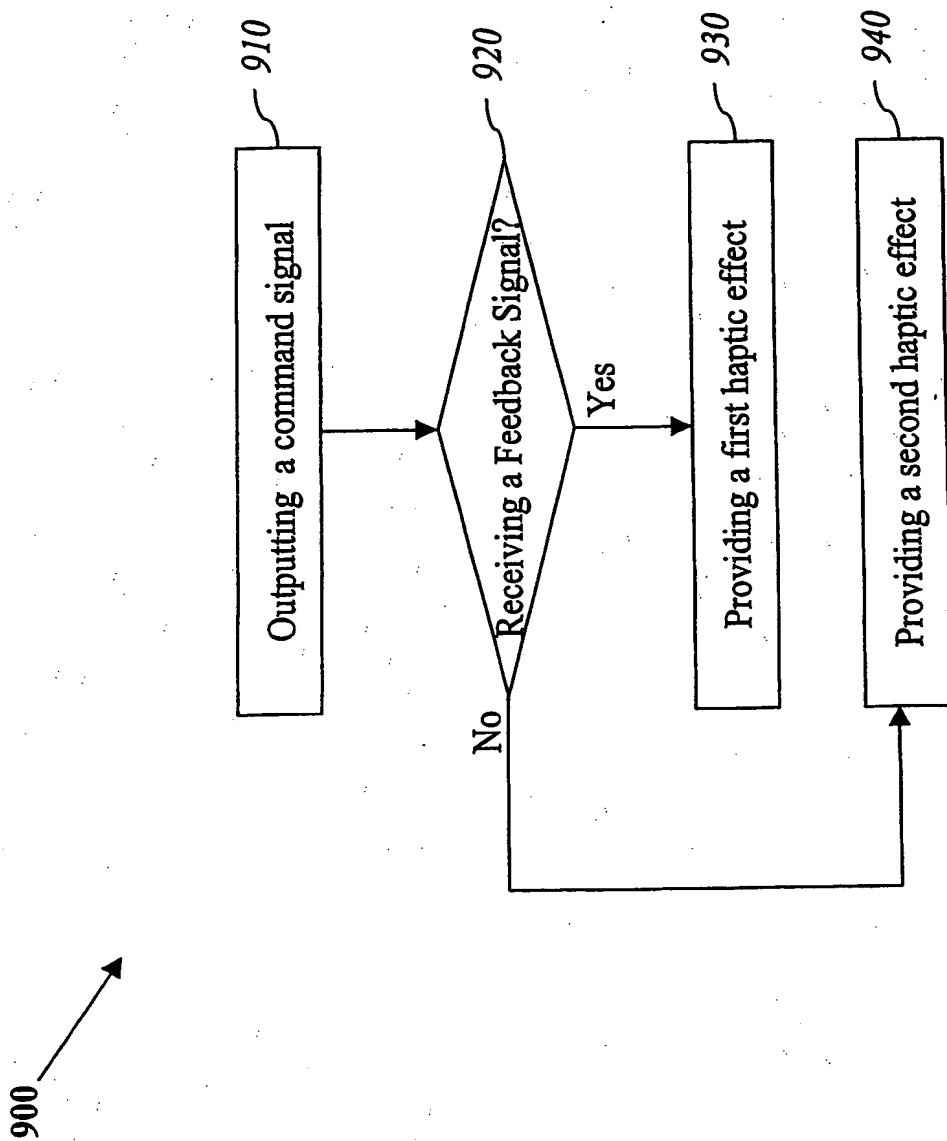 900
Outputting a command signal
910
Receiving a Feedback Signal?
920
No
Yes
Providing a first haptic effect
930
Providing a second haptic effect
940